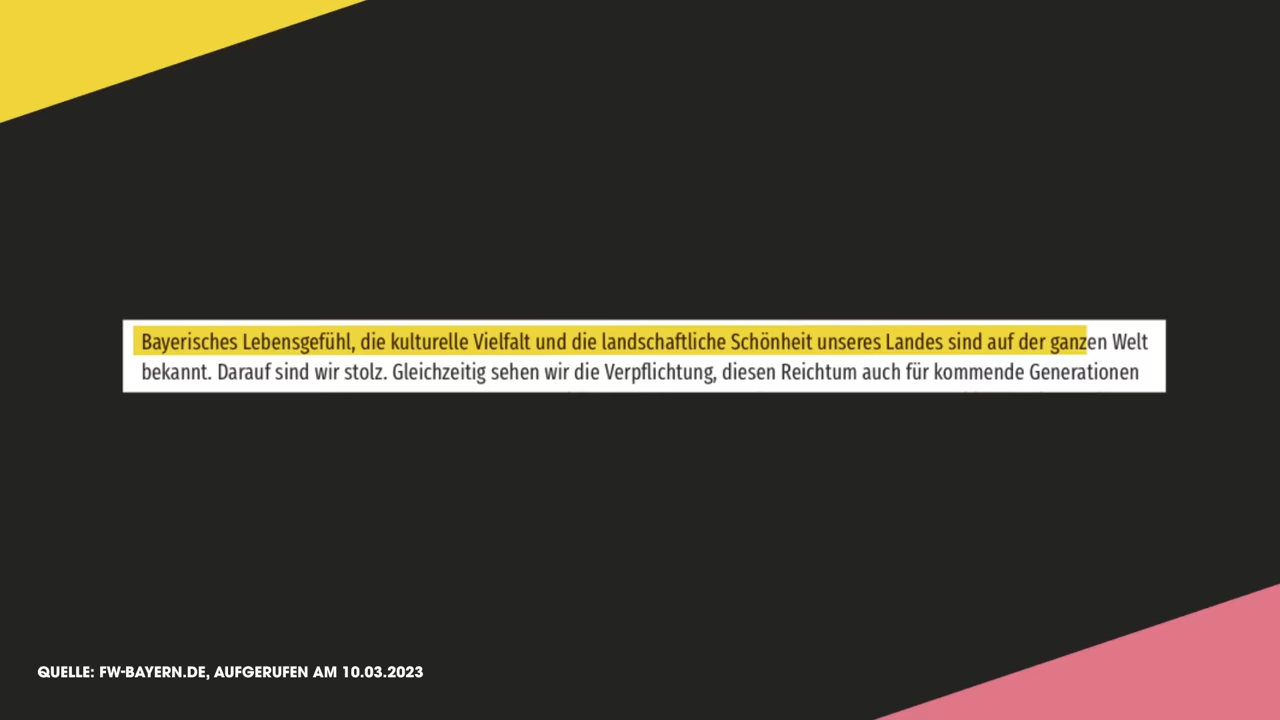 Bayerisches Lebensgefühl, die kulturelle Vielfalt und die landschaftliche Schönheit unseres Landes sind auf der ganzen Welt
bekannt. Darauf sind wir stolz. Gleichzeitig sehen wir die Verpflichtung, diesen Reichtum auch für kommende Generationen
QUELLE: FW-BAYERN.DE, AUFGERUFEN AM 10.03.2023